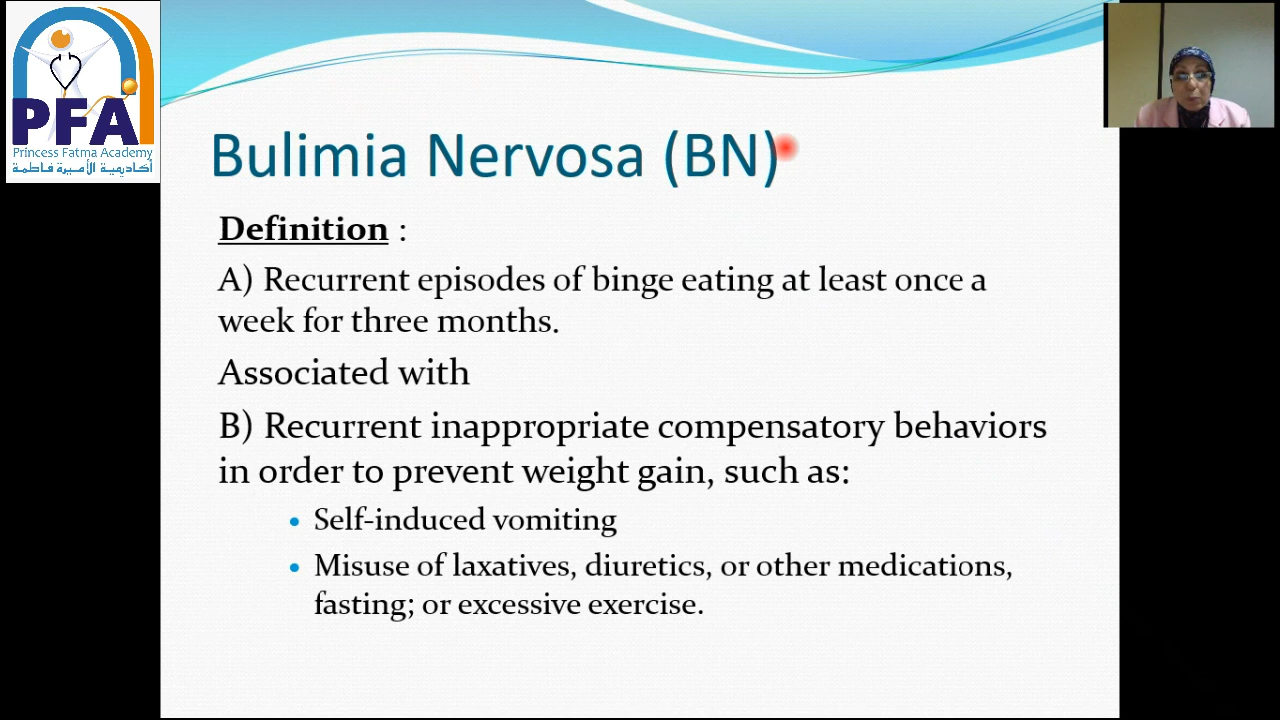 PFA
Princess Fatma Academy
أكاديمية الأميرة فاطمة
Bulimia Nervosa (BN)
Definition :
A) Recurrent episodes of binge eating at least once a
week for three months.
Associated with
B) Recurrent inappropriate compensatory behaviors
in order to prevent weight gain, such as:
• Self-induced vomiting
• Misuse of laxatives, diuretics, or other medications,
fasting; or excessive exercise.